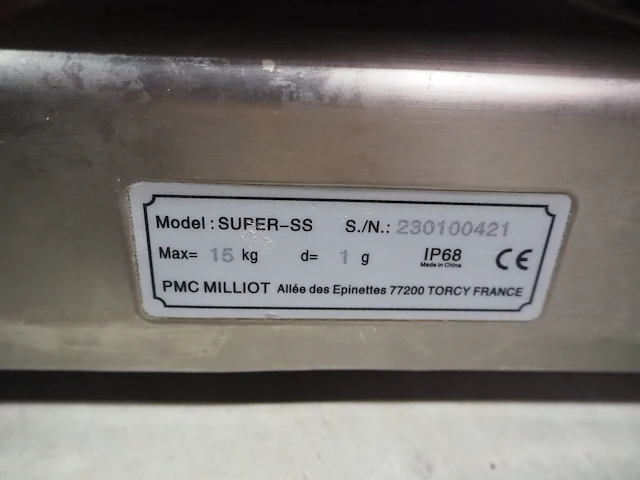 Model : SUPER-SS S./N.: 230100421
Max= 15 kg d= 1 g IP68 CE
Made in China
PMC MILLIOT Allée des Epinettes 77200 TORCY FRANCE